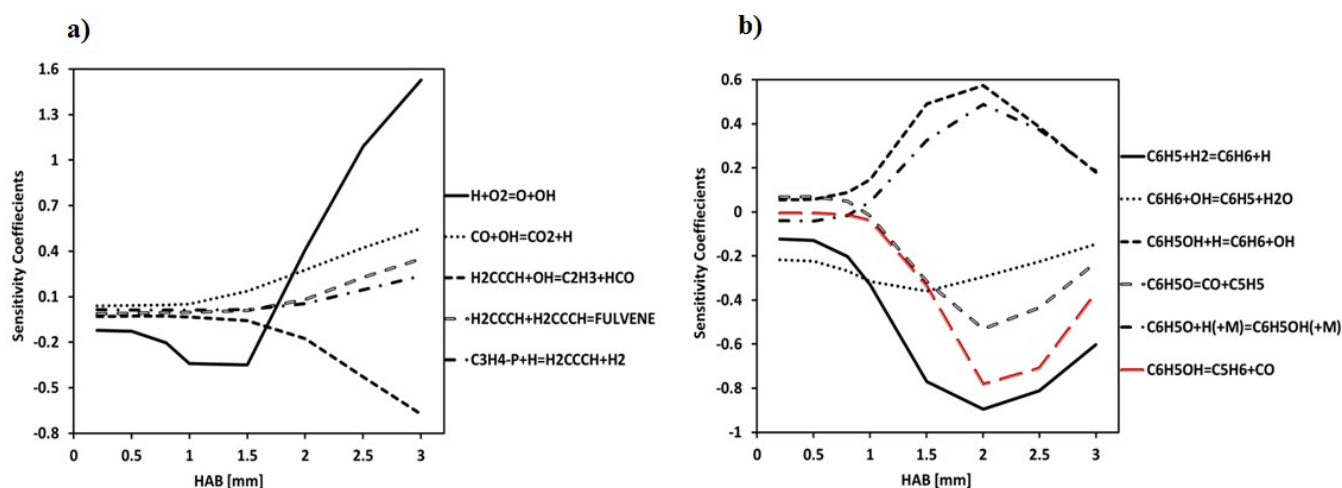 a)
Sensitivity Coeffiecients
1.6
1.3
1
0.7
0.4
0.1
-0.2
-0.5
-0.8
0 0.5 1 1.5 2 2.5 3
HAB [mm]
H+O2=O+OH
CO+OH=CO2+H
H2CCCH+OH=C2H3+HCO
H2CCCH+H2CCCH=FULVENE
C3H4-P+H=H2CCCH+H2
b)
Sensitivity Coeffiecients
0.6
0.4
0.2
0
-0.2
-0.4
-0.6
-0.8
-1
0 0.5 1 1.5 2 2.5 3
HAB [mm]
C6H5+H2=C6H6+H
C6H6+OH=C6H5+H2O
C6H5OH+H=C6H6+OH
C6H5O=CO+C5H5
C6H5O+H(+M)=C6H5OH(+M)
C6H5OH=C5H6+CO